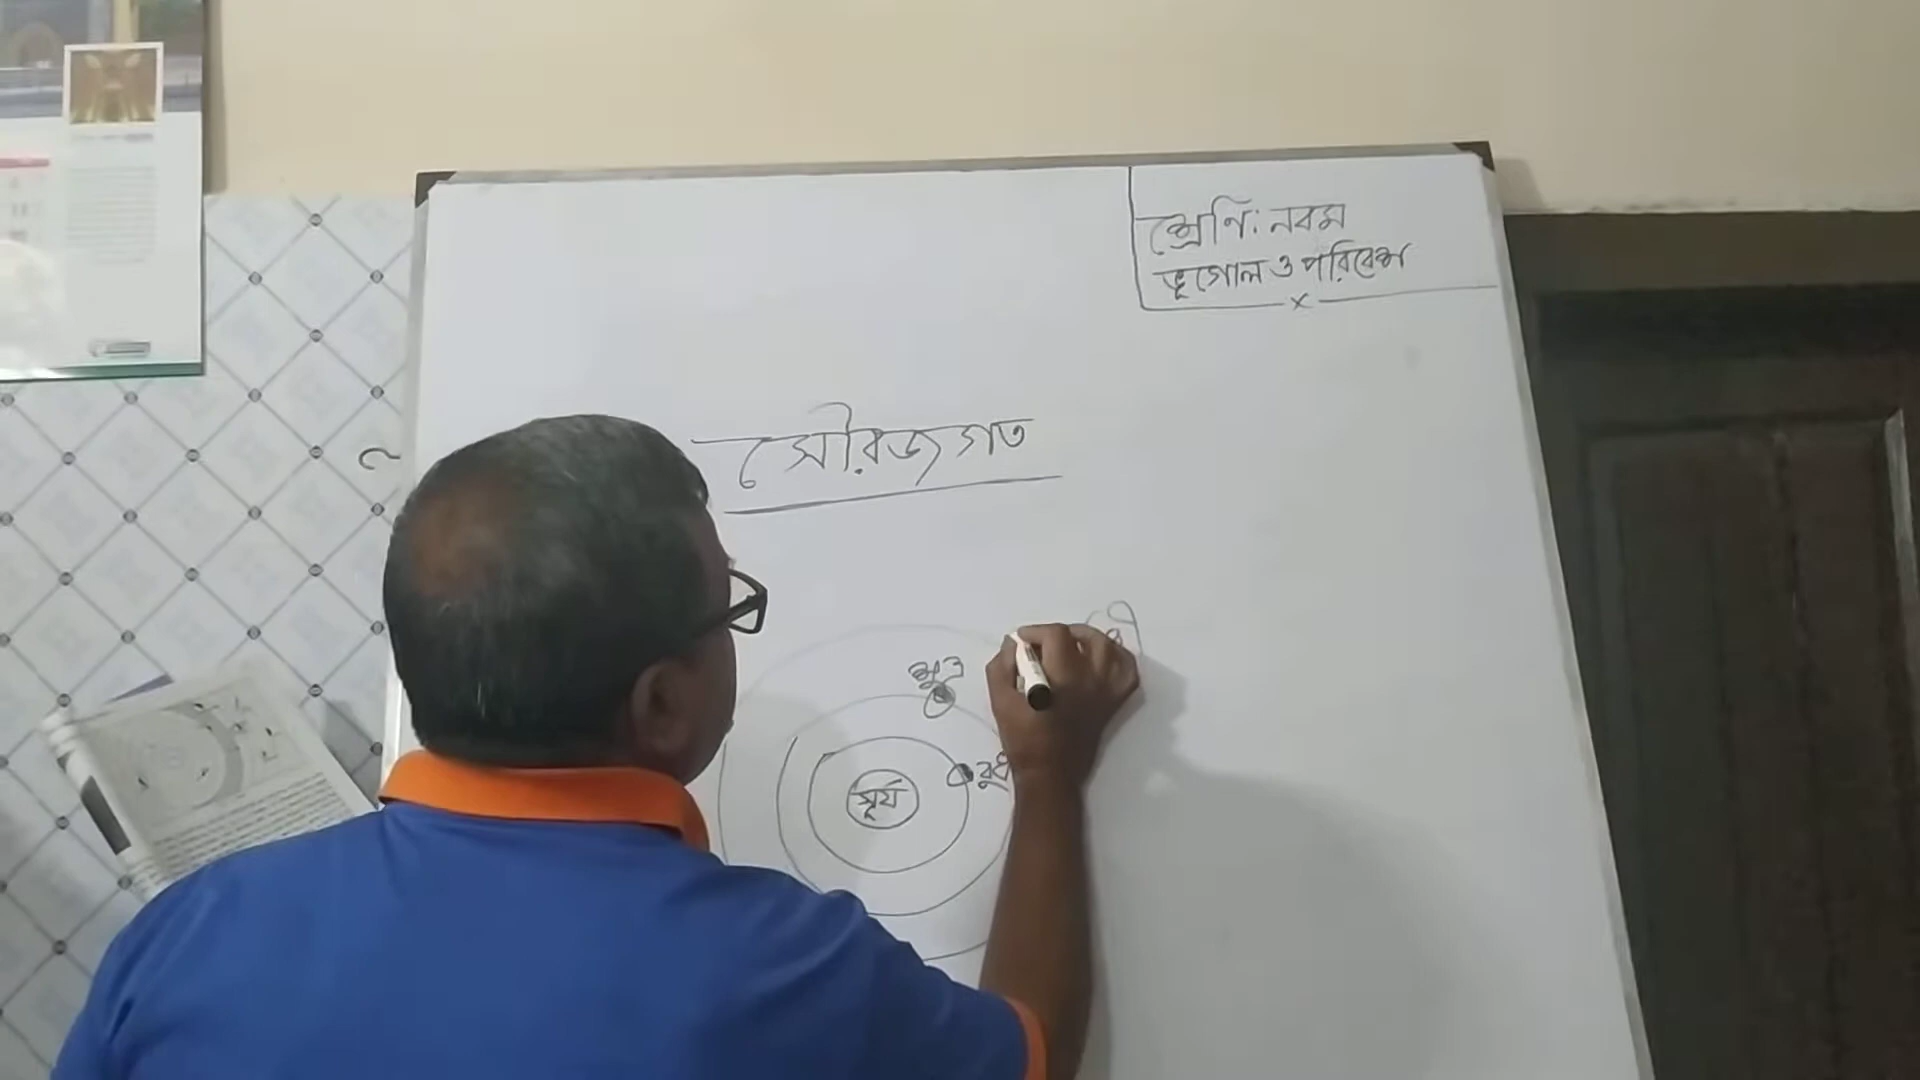 শ্রেণি: নবম
ভূগোল ও পরিবেশ
সৌরজগত
বুধ
সূর্য